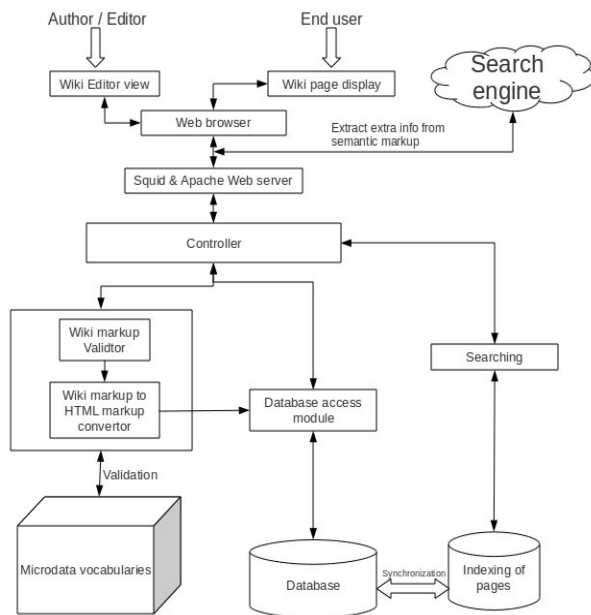 Author / Editor
End user
Wiki Editor view
Wiki page display
Search
engine
Web browser
Extract extra info from
semantic markup
Squid & Apache Web server
Controller
Wiki markup
Validtor
Searching
Wiki markup to
HTML markup
convertor
Database access
module
Validation
Microdata vocabularies
Database
Synchronization
Indexing of
pages